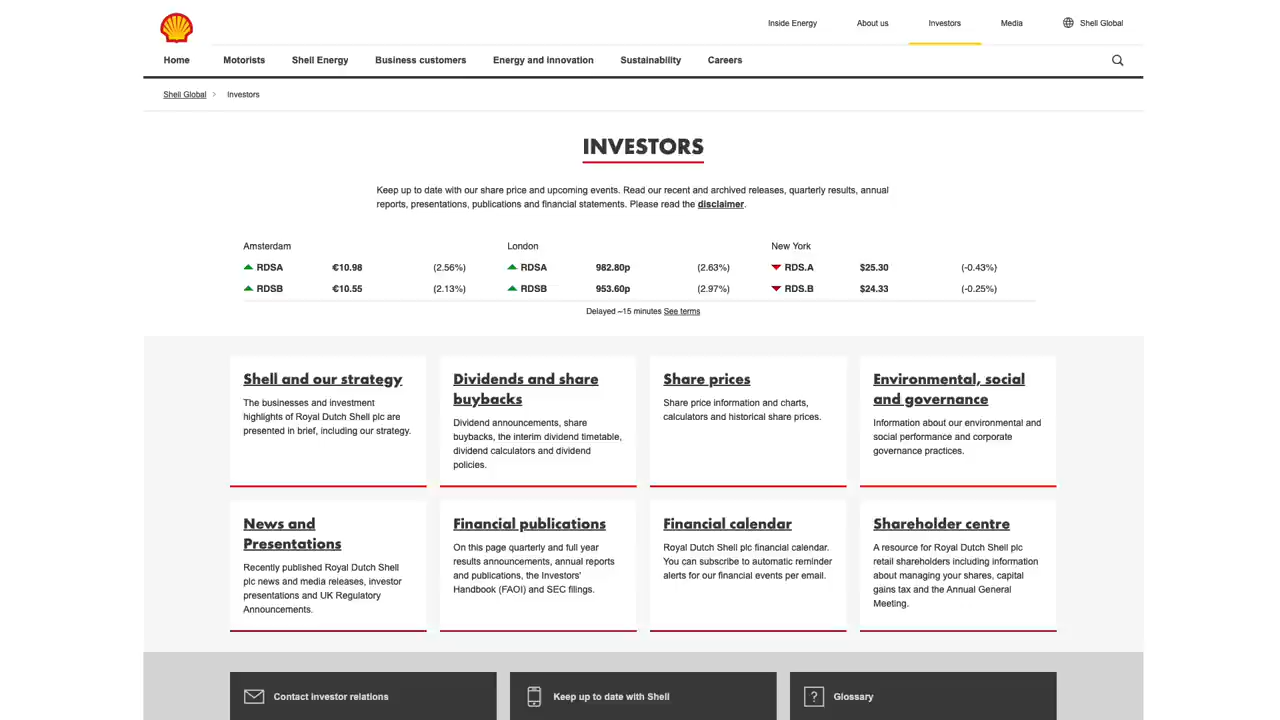 Inside Energy About us Investors Media Shell Global
Home Motorists Shell Energy Business customers Energy and innovation Sustainability Careers
Shell Global > Investors
INVESTORS
Keep up to date with our share price and upcoming events. Read our recent and archived releases, quarterly results, annual
reports, presentations, publications and financial statements. Please read the disclaimer.
Amsterdam London New York
RDSA €10.98 (2.56%) RDSA 982.80p (2.63%) RDS.A $25.30 (-0.43%)
RDSB €10.55 (2.13%) RDSB 953.60p (2.97%) RDS.B $24.33 (-0.25%)
Delayed ~15 minutes See terms
Shell and our strategy
The businesses and investment
highlights of Royal Dutch Shell plc are
presented in brief, including our strategy.
Dividends and share
buybacks
Dividend announcements, share
buybacks, the interim dividend timetable,
dividend calculators and dividend
policies.
Share prices
Share price information and charts,
calculators and historical share prices.
Environmental, social
and governance
Information about our environmental and
social performance and corporate
governance practices.
News and
Presentations
Recently published Royal Dutch Shell
plc news and media releases, investor
presentations and UK Regulatory
Announcements.
Financial publications
On this page quarterly and full year
results announcements, annual reports
and publications, the Investors'
Handbook (FAOI) and SEC filings.
Financial calendar
Royal Dutch Shell plc financial calendar.
You can subscribe to automatic reminder
alerts for our financial events per email.
Shareholder centre
A resource for Royal Dutch Shell plc
retail shareholders including information
about managing your shares, capital
gains tax and the Annual General
Meeting.
Contact investor relations Keep up to date with Shell ? Glossary